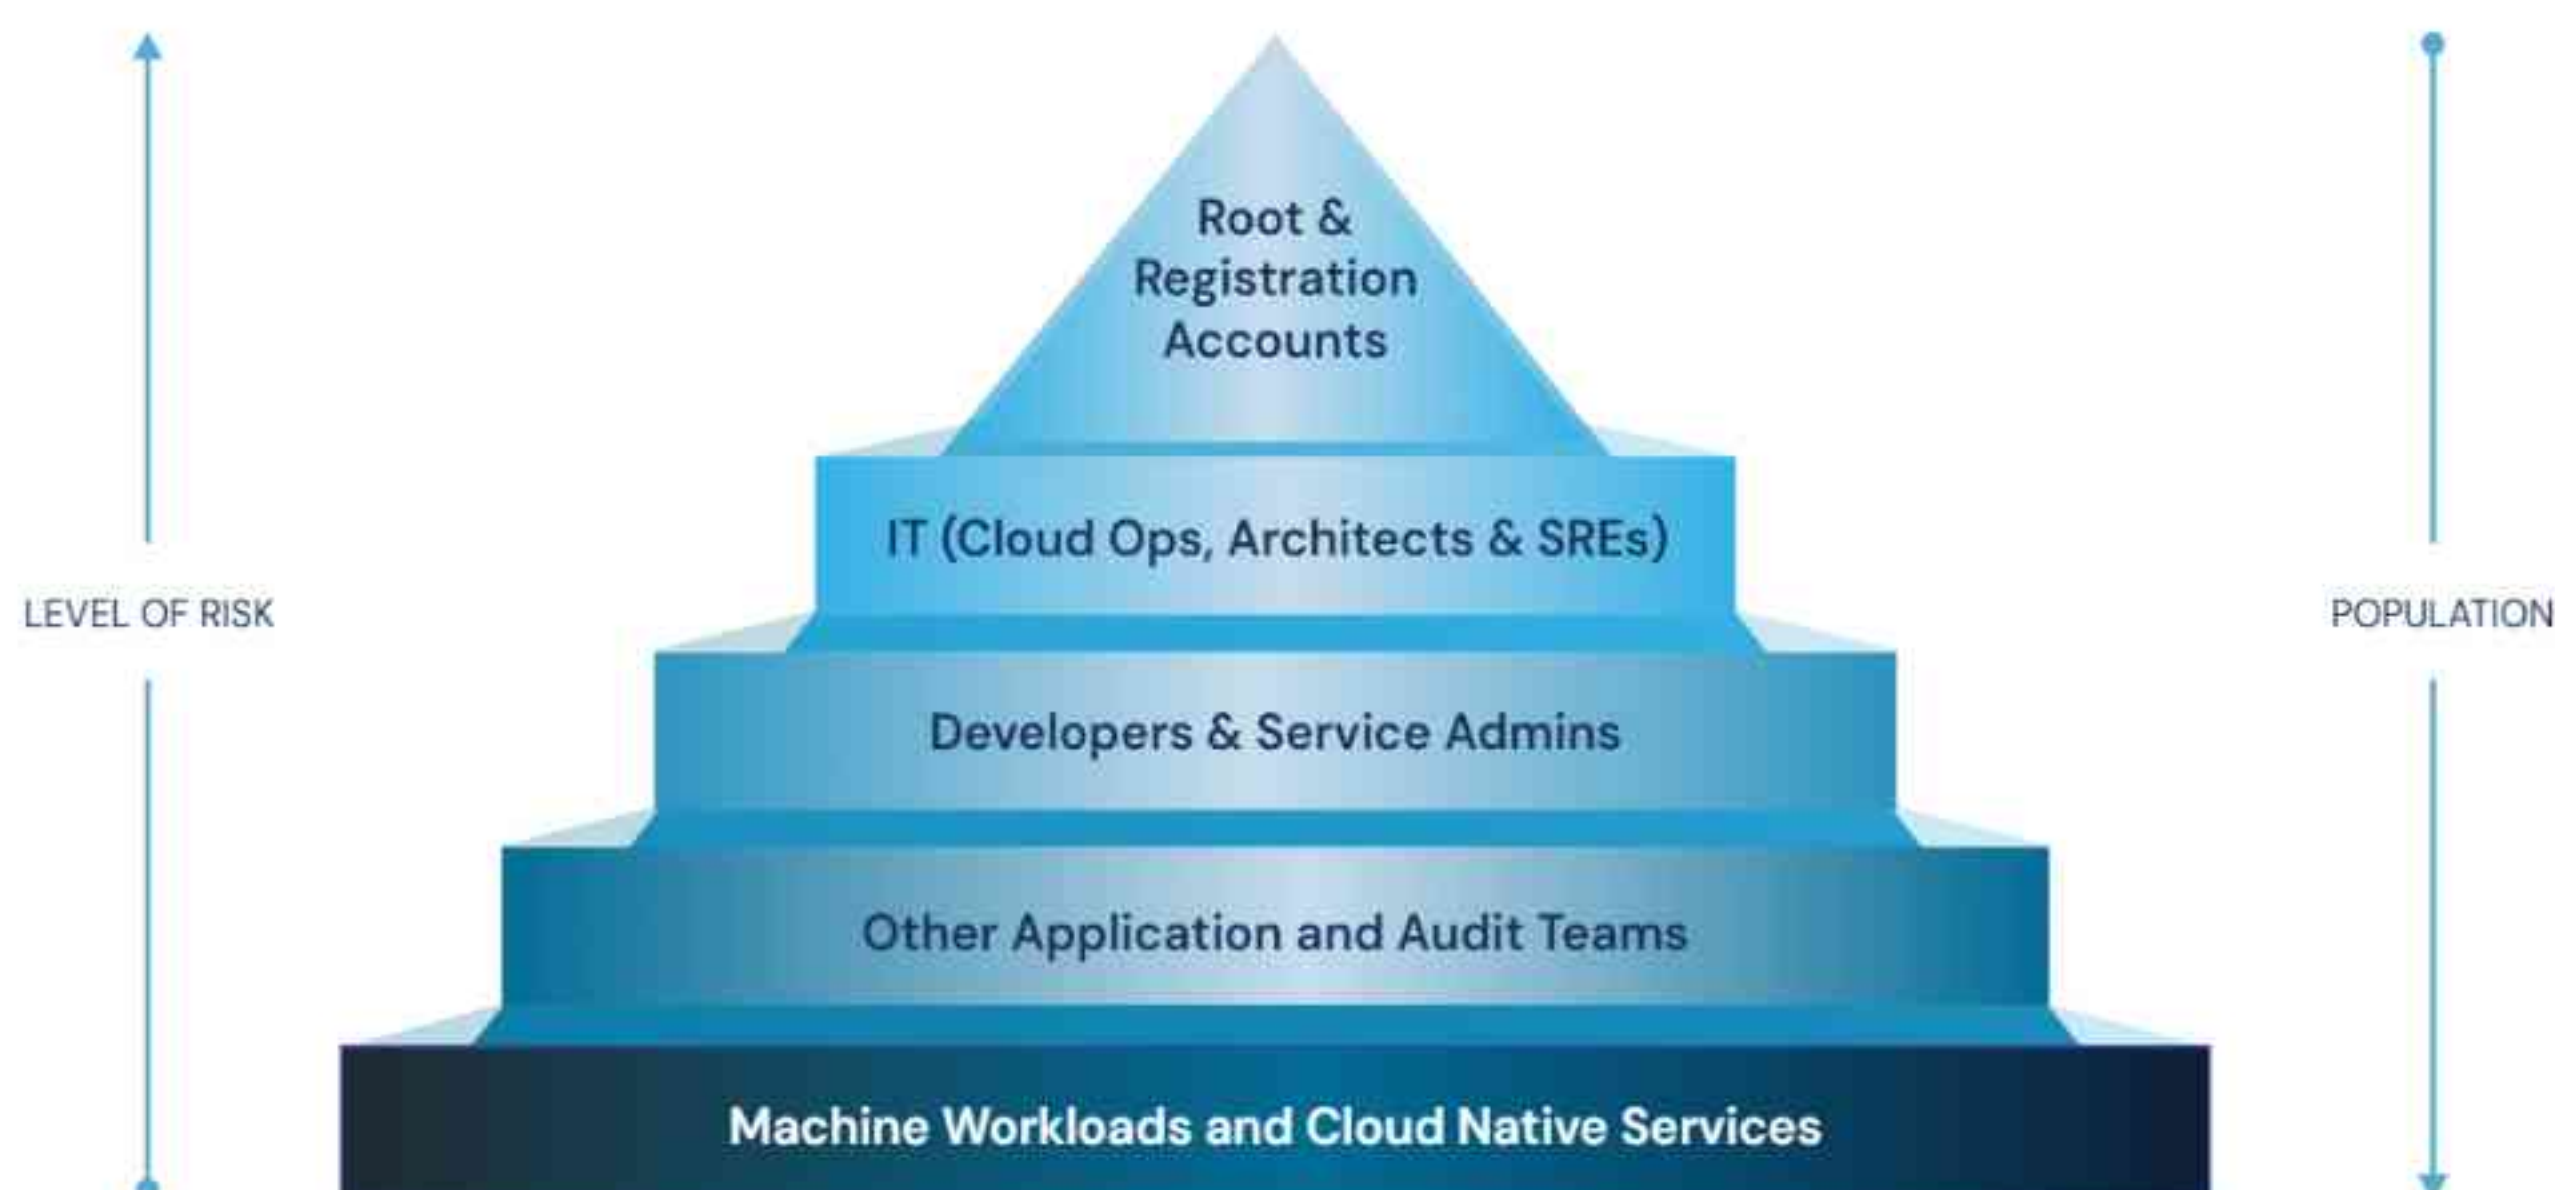 Root &
Registration
Accounts
IT (Cloud Ops, Architects & SREs)
LEVEL OF RISK
POPULATION
Developers & Service Admins
Other Application and Audit Teams
Machine Workloads and Cloud Native Services